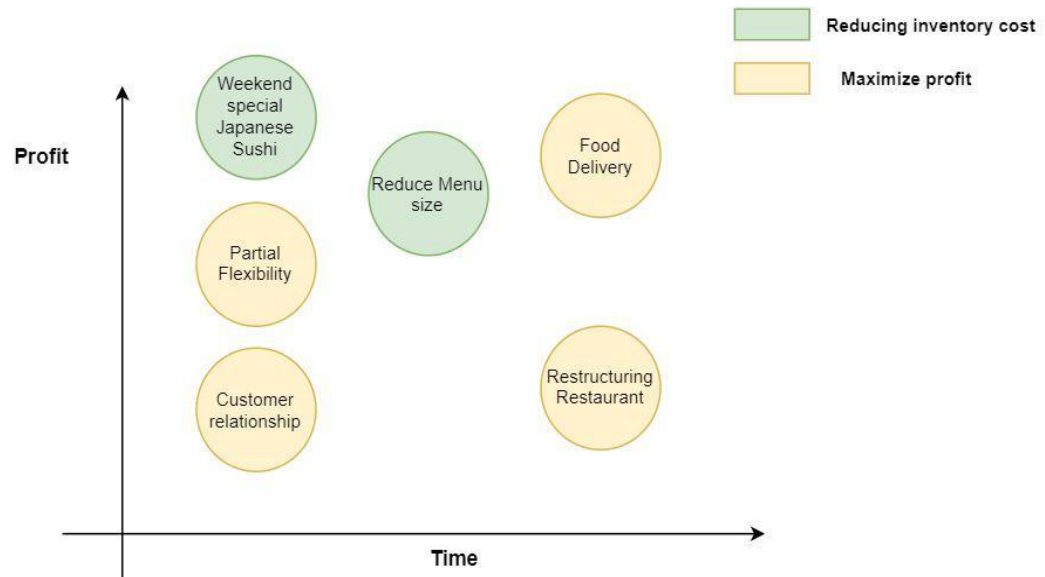 Reducing inventory cost
Maximize profit
Profit
Weekend
special
Japanese
Sushi
Reduce Menu
size
Food
Delivery
Partial
Flexibility
Customer
relationship
Restructuring
Restaurant
Time